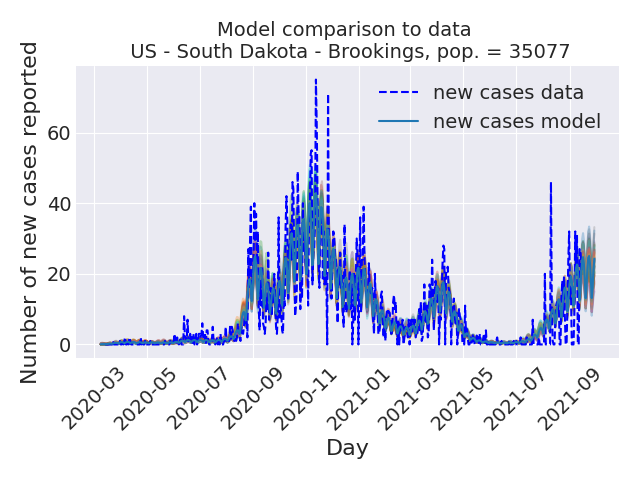 Model comparison to data
US - South Dakota - Brookings, pop. = 35077
Number of new cases reported
60
40
20
0
new cases data
new cases model
2020-03
2020-05
2020-07
2020-09
2020-11
2021-01
2021-03
2021-05
2021-07
2021-09
Day